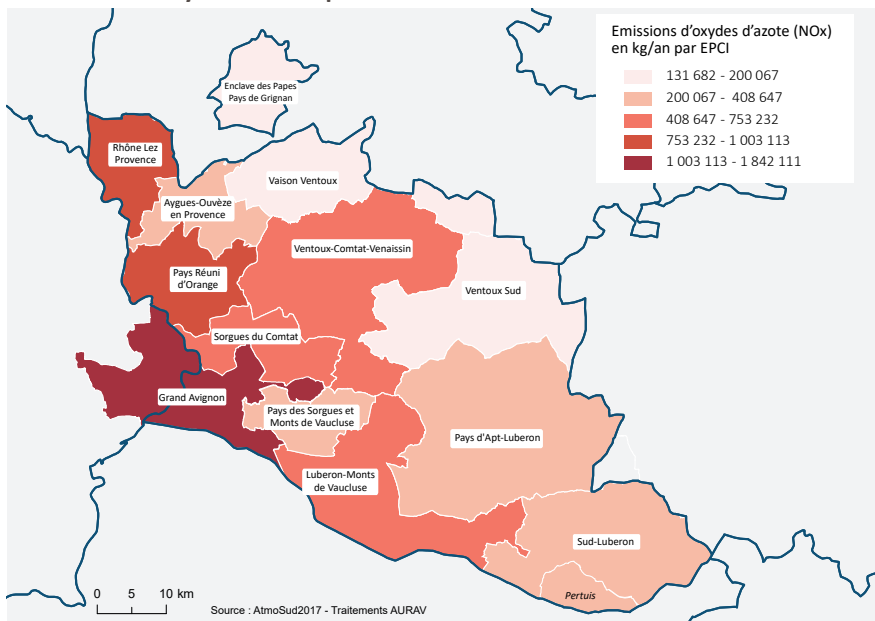 Emissions d'oxydes d'azote (NOx)
en kg/an par EPCI
131 682 - 200 067
200 067 - 408 647
408 647 - 753 232
753 232 - 1 003 113
1 003 113 - 1 842 111
Enclave des Papes
Pays de Grignan
Rhône Lez
Provence
Vaison Ventoux
Aygues-Ouvèze
en Provence
Ventoux-Comtat-Venaissin
Pays Réuni
d'Orange
Ventoux Sud
Sorgues du Comtat
Grand Avignon
Pays des Sorgues et
Monts de Vaucluse
Pays d'Apt-Luberon
Luberon-Monts
de Vaucluse
Sud-Luberon
Pertuis
0 5 10 km
Source : AtmoSud2017 - Traitements AURAV